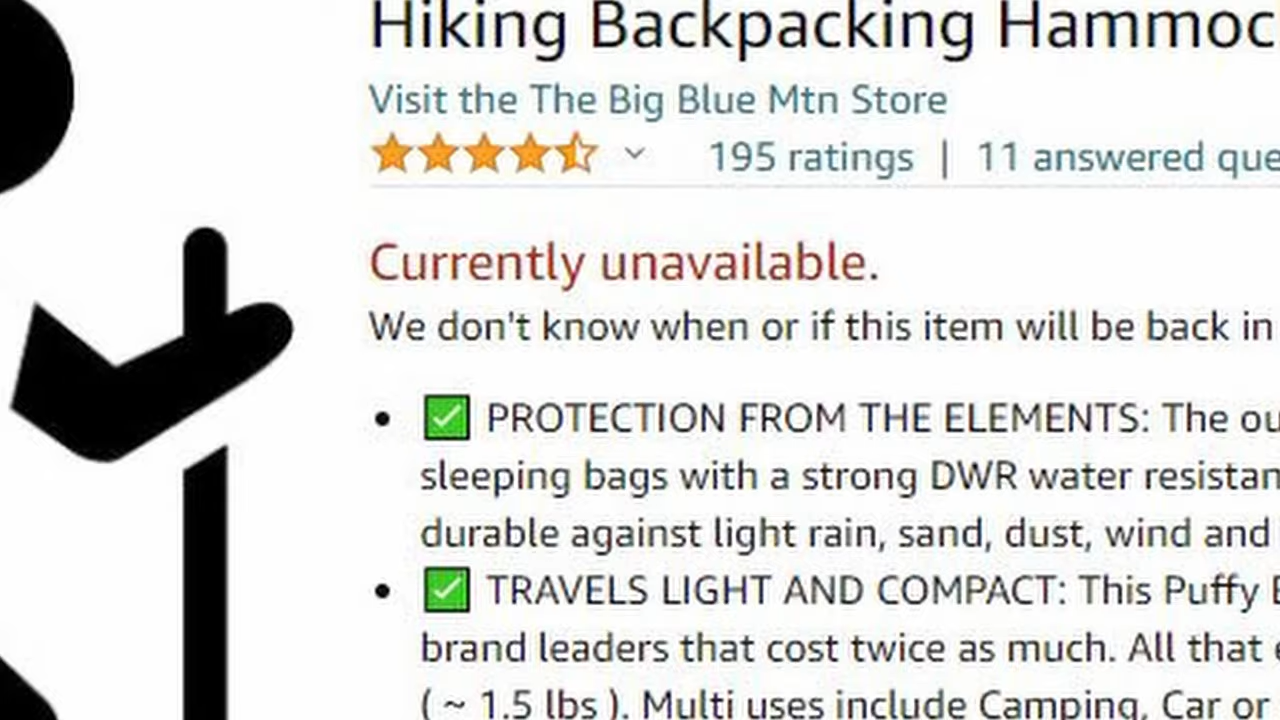 Hiking Backpacking Hammoc
Visit the The Big Blue Mtn Store
195 ratings | 11 answered que
Currently unavailable.
We don't know when or if this item will be back in
• ✅ PROTECTION FROM THE ELEMENTS: The ou
sleeping bags with a strong DWR water resistan
durable against light rain, sand, dust, wind and
• ✅ TRAVELS LIGHT AND COMPACT: This Puffy B
brand leaders that cost twice as much. All that e
( ~ 1.5 lbs ). Multi uses include Camping, Car or